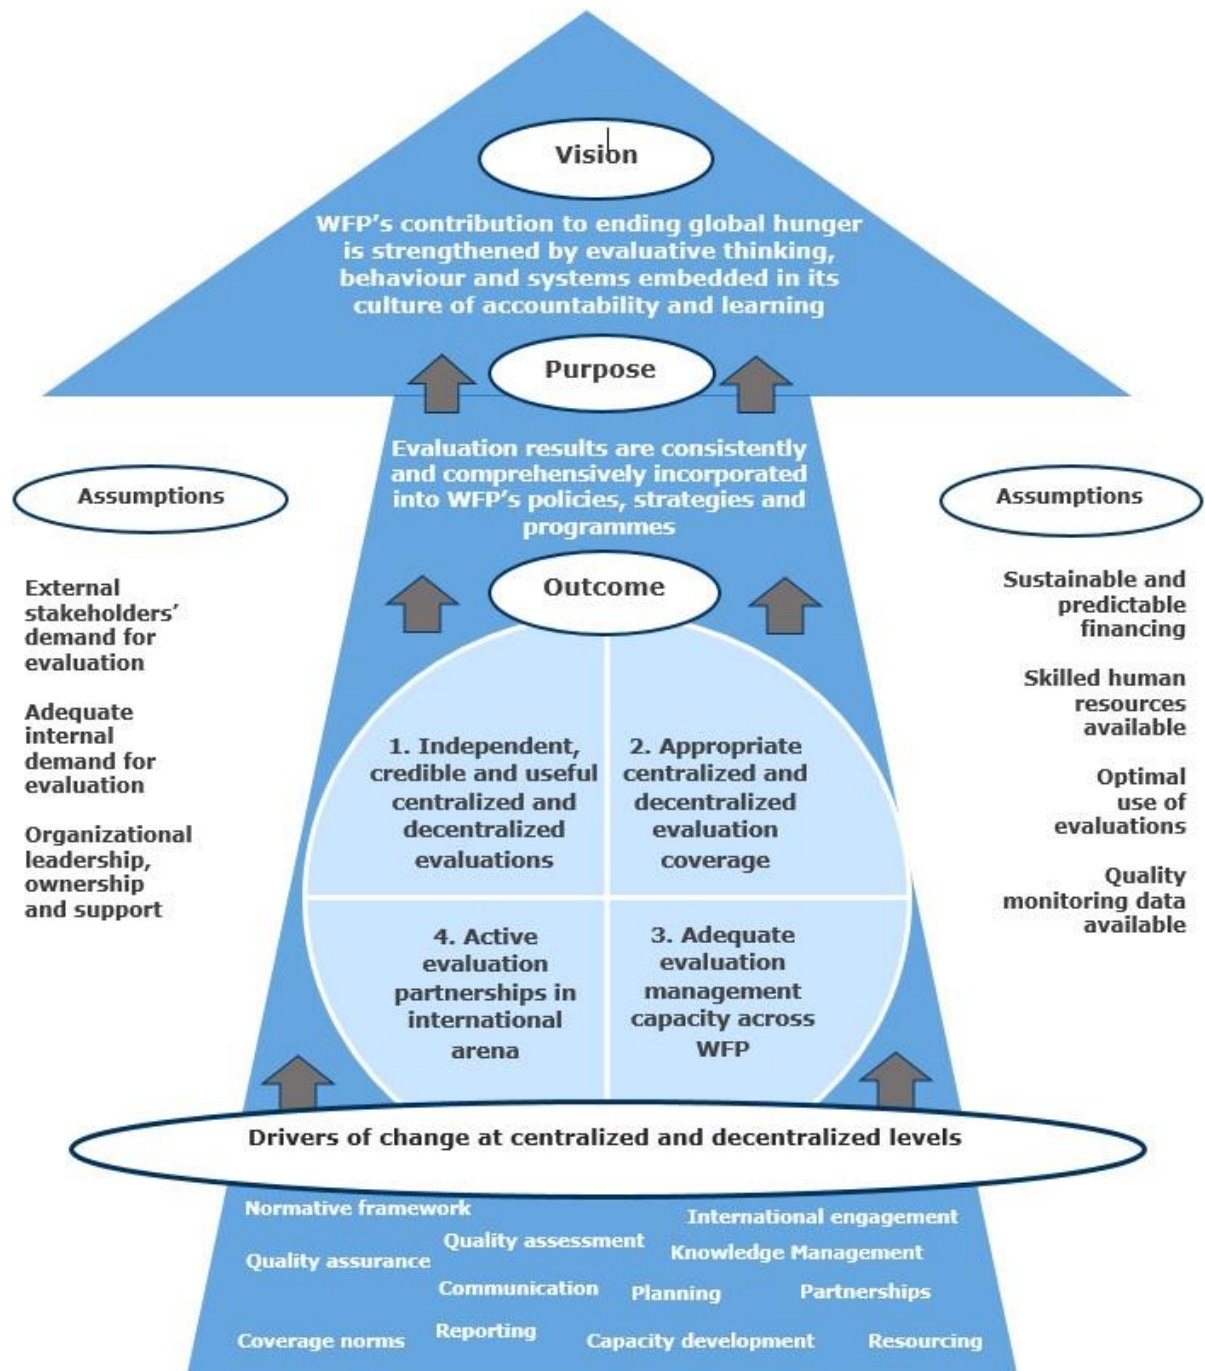 Vision
WFP’s contribution to ending global hunger
is strengthened by evaluative thinking,
behaviour and systems embedded in its
culture of accountability and learning
Purpose
Evaluation results are consistently
and comprehensively incorporated
into WFP’s policies, strategies and
programmes
Assumptions
External
stakeholders’
demand for
evaluation
Adequate
internal
demand for
evaluation
Organizational
leadership,
ownership
and support
Assumptions
Sustainable and
predictable
financing
Skilled human
resources
available
Optimal
use of
evaluations
Quality
monitoring data
available
Outcome
1. Independent,
credible and useful
centralized and
decentralized
evaluations
2. Appropriate
centralized and
decentralized
evaluation
coverage
4. Active
evaluation
partnerships in
international
arena
3. Adequate
evaluation
management
capacity across
WFP
Drivers of change at centralized and decentralized levels
Normative framework
International engagement
Quality assessment
Knowledge Management
Quality assurance
Communication
Planning
Partnerships
Coverage norms
Reporting
Capacity development
Resourcing